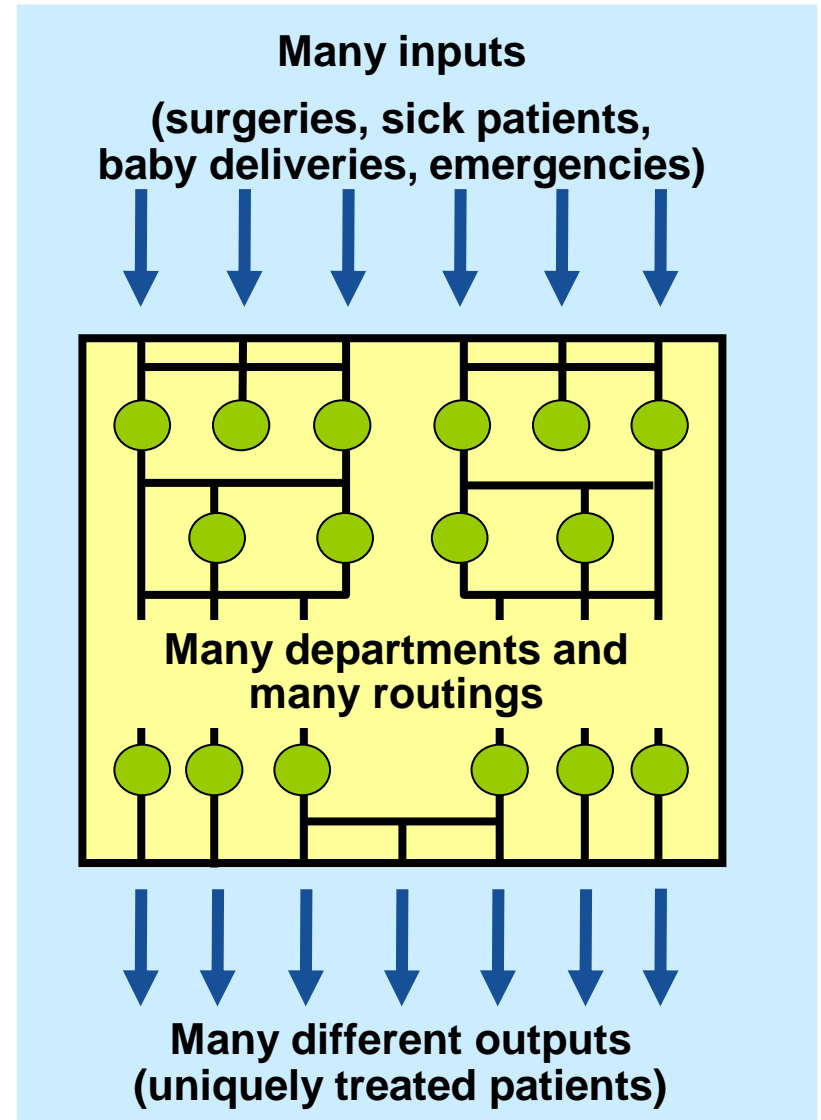 Many inputs
(surgeries, sick patients,
baby deliveries, emergencies)
Many departments and
many routings
Many different outputs
(uniquely treated patients)